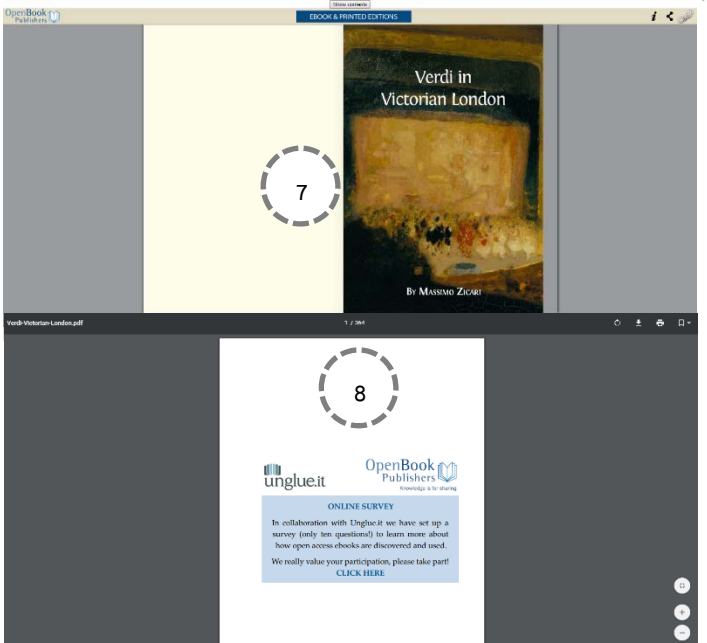 Show contents
OpenBook
Publishers
EBOOK & PRINTED EDITIONS
Verdi in
Victorian London
7
BY MASSIMO ZICARI
Verdi-Victorian-London.pdf
1 / 364
8
unglue.it
OpenBook
Publishers
Knowledge is for sharing
ONLINE SURVEY
In collaboration with Unglue.it we have set up a
survey (only ten questions!) to learn more about
how open access ebooks are discovered and used.
We really value your participation, please take part!
CLICK HERE